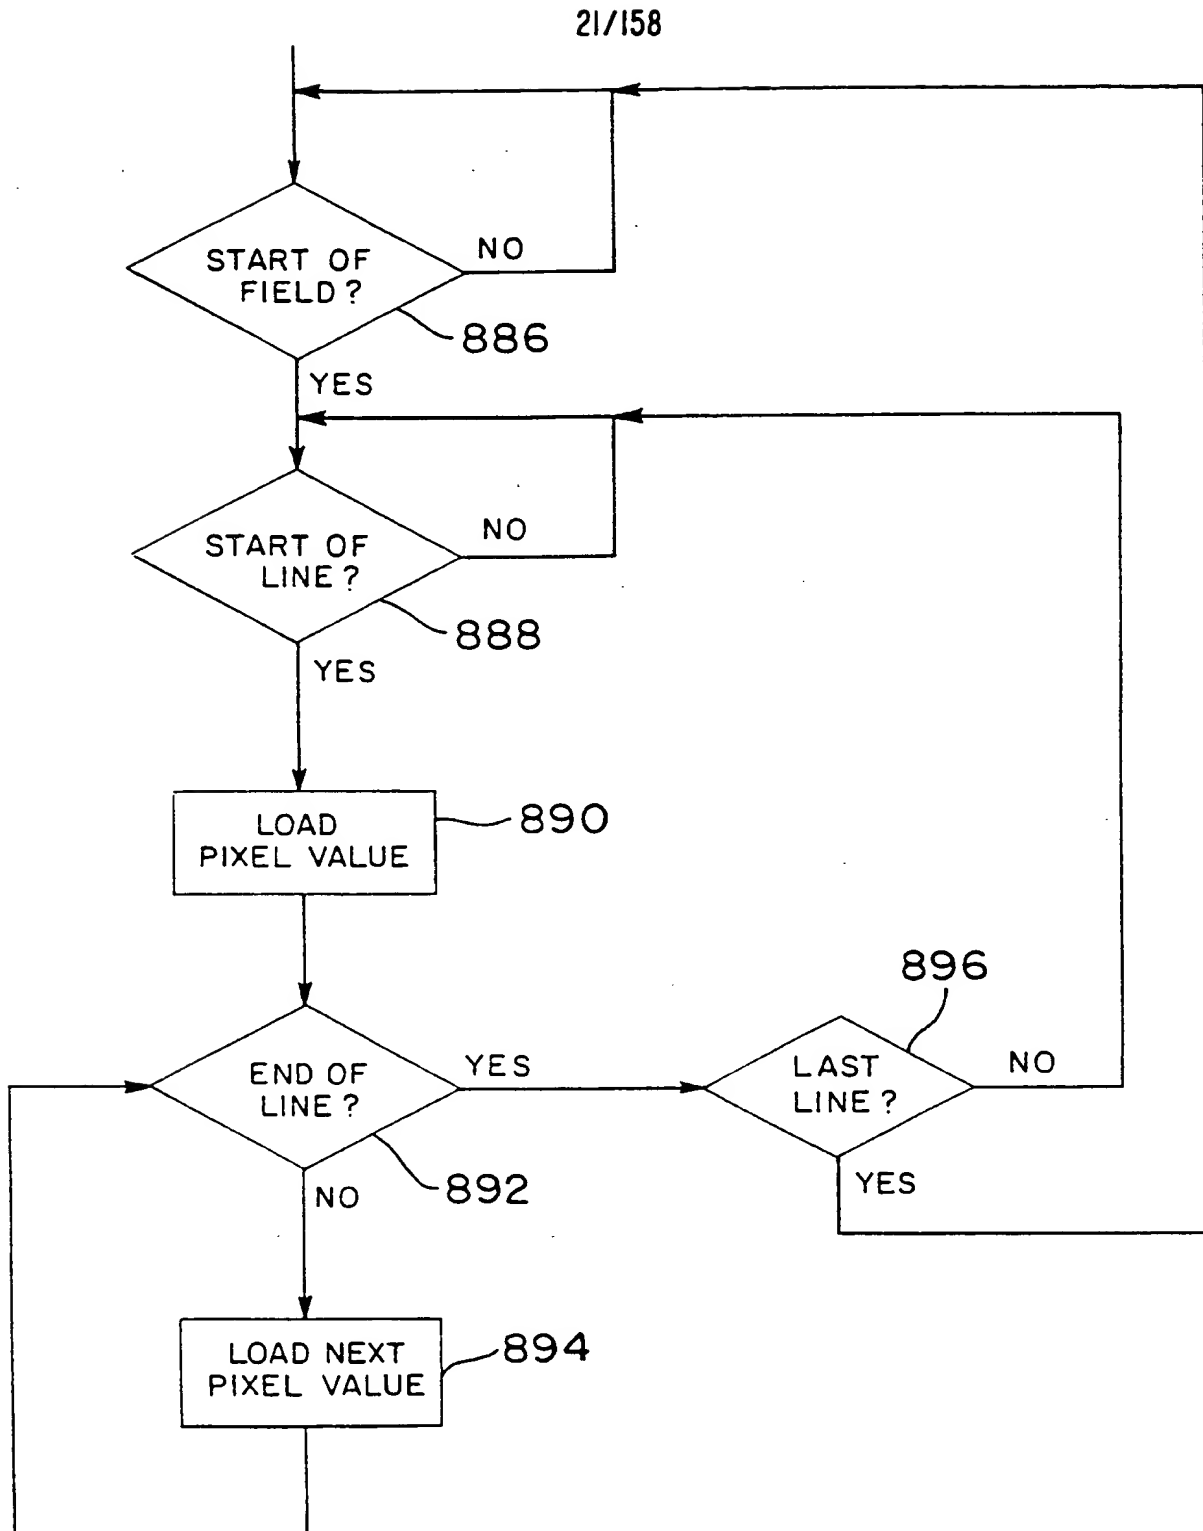 21/158
START OF
FIELD?
NO
886
YES
START OF
LINE?
NO
888
YES
LOAD
PIXEL VALUE
890
END OF
LINE?
YES
892
NO
896
LAST
LINE?
NO
YES
LOAD NEXT
PIXEL VALUE
894